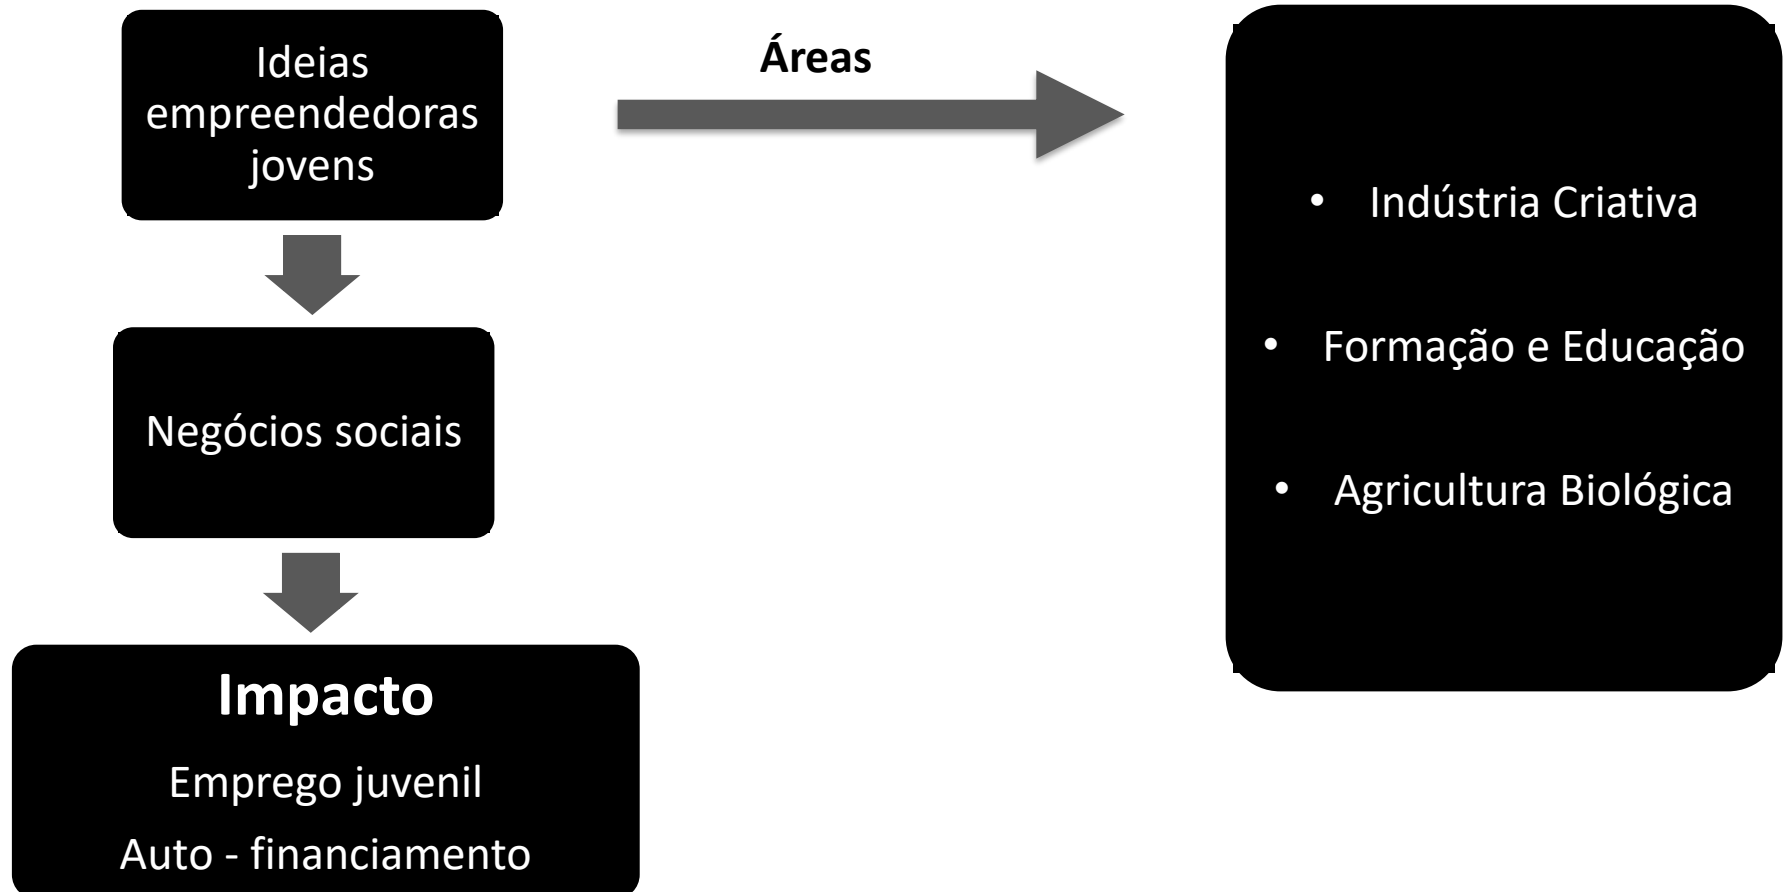 Ideias
empreendedoras
jovens
Áreas
• Indústria Criativa
• Formação e Educação
• Agricultura Biológica
Negócios sociais
Impacto
Emprego juvenil
Auto - financiamento